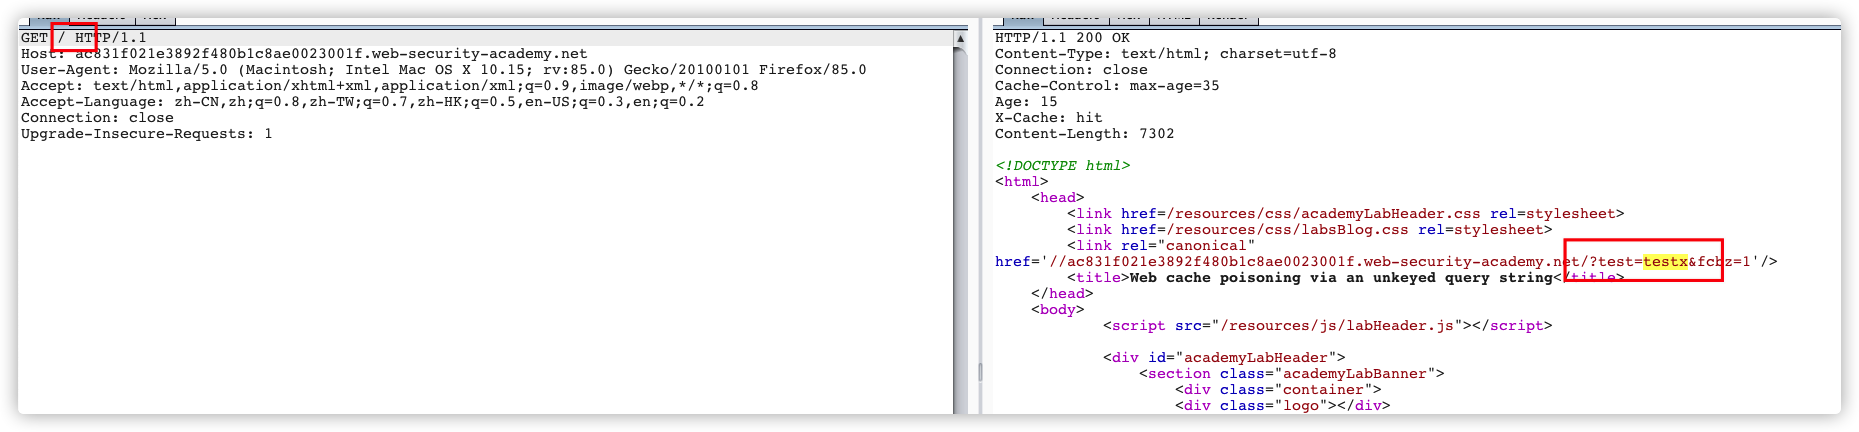 GET / HTTP/1.1
Host: ac831f021e3892f480b1c8ae0023001f.web-security-academy.net
User-Agent: Mozilla/5.0 (Macintosh; Intel Mac OS X 10.15; rv:85.0) Gecko/20100101 Firefox/85.0
Accept: text/html,application/xhtml+xml,application/xml;q=0.9,image/webp,*/*;q=0.8
Accept-Language: zh-CN,zh;q=0.8,zh-TW;q=0.7,zh-HK;q=0.5,en-US;q=0.3,en;q=0.2
Connection: close
Upgrade-Insecure-Requests: 1
HTTP/1.1 200 OK
Content-Type: text/html; charset=utf-8
Connection: close
Cache-Control: max-age=35
Age: 15
X-Cache: hit
Content-Length: 7302
<!DOCTYPE html>
<html>
<head>
<link href=/resources/css/academyLabHeader.css rel=stylesheet>
<link href=/resources/css/labsBlog.css rel=stylesheet>
<link rel="canonical"
href='//ac831f021e3892f480b1c8ae0023001f.web-security-academy.net/?test=testx&fcbz=1'/>
<title>Web cache poisoning via an unkeyed query string</title>
</head>
<body>
<script src="/resources/js/labHeader.js"></script>
<div id="academyLabHeader">
<section class="academyLabBanner">
<div class="container">
<div class="logo"></div>